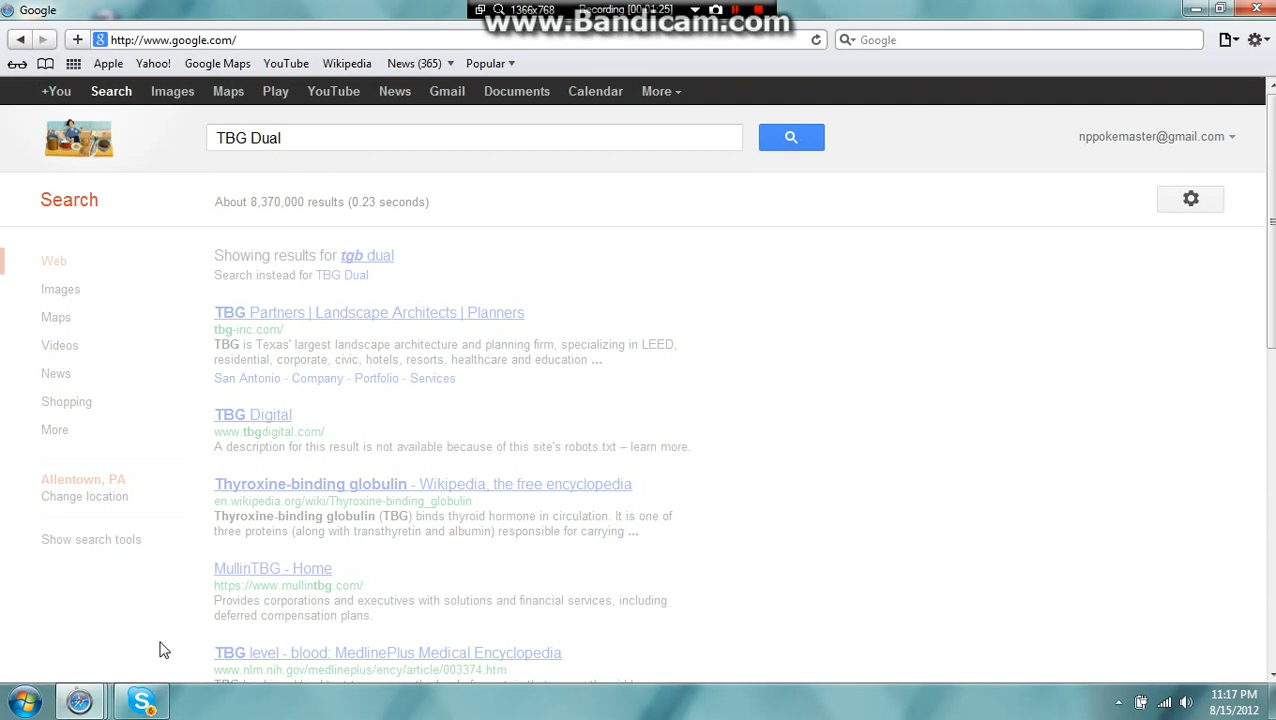 Google
1366x768
Recording [00:01:25]
www.Bandicam.com
http://www.google.com/
Google
Apple Yahoo! Google Maps YouTube Wikipedia News (365) Popular
+You Search Images Maps Play YouTube News Gmail Documents Calendar More
TBG Dual
nppokemaster@gmail.com
Search
About 8,370,000 results (0.23 seconds)
Web
Images
Maps
Videos
News
Shopping
More
Allentown, PA
Change location
Show search tools
Showing results for tgb dual
Search instead for TBG Dual
TBG Partners | Landscape Architects | Planners
tbg-inc.com/
TBG is Texas' largest landscape architecture and planning firm, specializing in LEED,
residential, corporate, civic, hotels, resorts, healthcare and education ...
San Antonio - Company - Portfolio - Services
TBG Digital
www.tbgdigital.com/
A description for this result is not available because of this site's robots.txt – learn more.
Thyroxine-binding globulin - Wikipedia, the free encyclopedia
en.wikipedia.org/wiki/Thyroxine-binding_globulin
Thyroxine-binding globulin (TBG) binds thyroid hormone in circulation. It is one of
three proteins (along with transthyretin and albumin) responsible for carrying ...
MullinTBG - Home
https://www.mullintbg.com/
Provides corporations and executives with solutions and financial services, including
deferred compensation plans.
TBG level - blood: MedlinePlus Medical Encyclopedia
www.nlm.nih.gov/medlineplus/ency/article/003374.htm
6
11:17 PM
8/15/2012